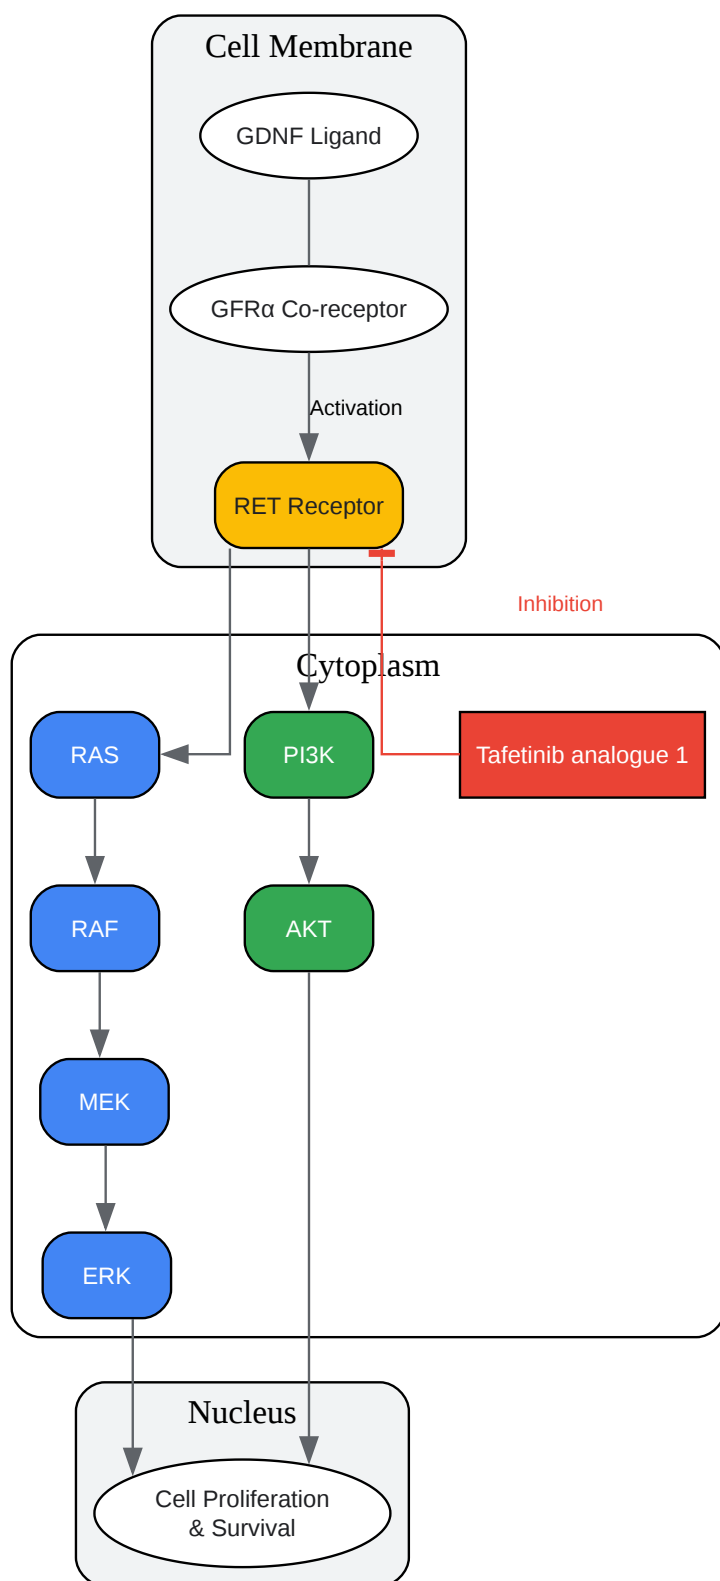 Cell Membrane
GDNF Ligand
GFRα Co-receptor
Activation
RET Receptor
Inhibition
Cytoplasm
RAS
PI3K
Tafetinib analogue 1
RAF
AKT
MEK
ERK
Nucleus
Cell Proliferation
& Survival